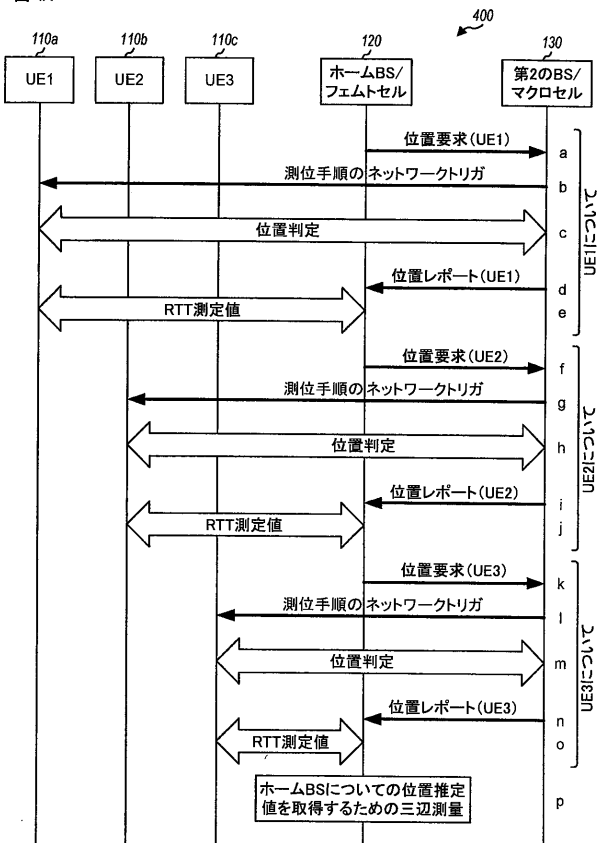 400
110a
110b
110c
120
130
UE1
UE2
UE3
ホームBS/
フェムトセル
第2のBS/
マクロセル
位置要求(UE1)
a
測位手順のネットワークトリガ
b
位置判定
c
位置レポート(UE1)
d
RTT測定値
e
UE1について
位置要求(UE2)
f
測位手順のネットワークトリガ
g
位置判定
h
位置レポート(UE2)
i
RTT測定値
j
UE2について
位置要求(UE3)
k
測位手順のネットワークトリガ
l
位置判定
m
位置レポート(UE3)
n
RTT測定値
o
UE3について
ホームBSについての位置推定
値を取得するための三辺測量
p